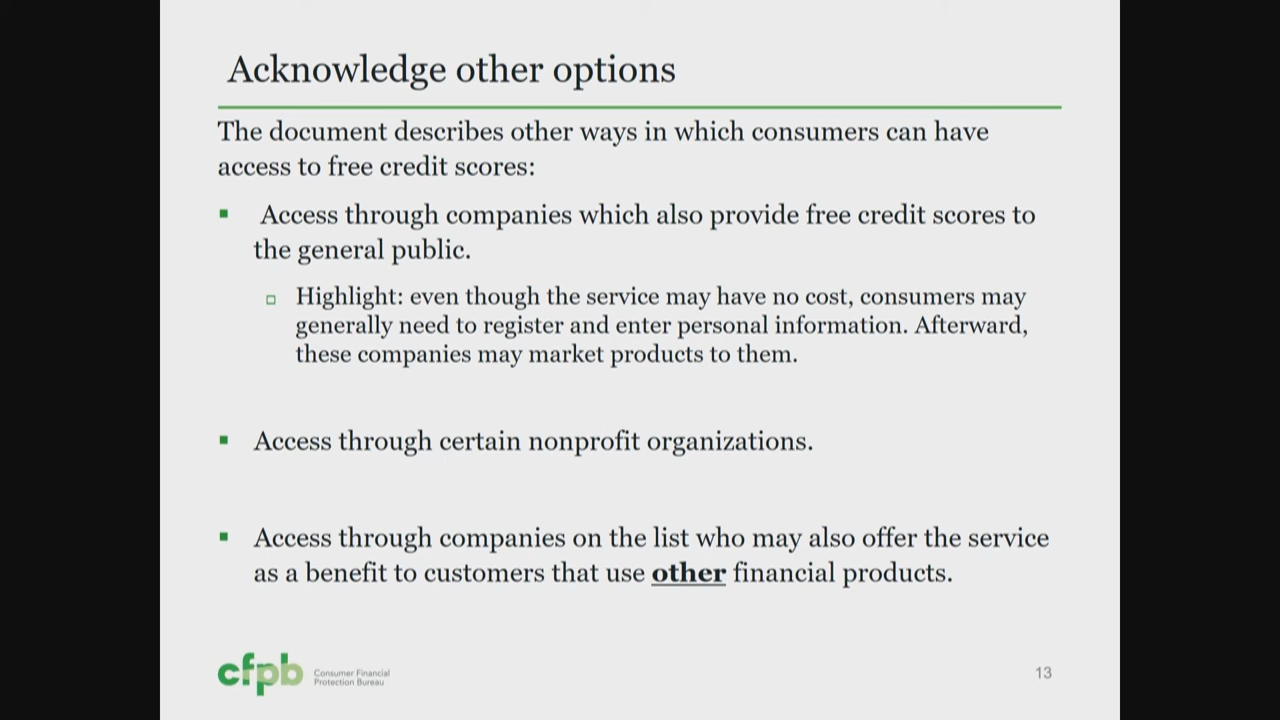 Acknowledge other options
The document describes other ways in which consumers can have
access to free credit scores:
Access through companies which also provide free credit scores to
the general public.
Highlight: even though the service may have no cost, consumers may
generally need to register and enter personal information. Afterward,
these companies may market products to them.
Access through certain nonprofit organizations.
Access through companies on the list who may also offer the service
as a benefit to customers that use other financial products.
cfpb
Consumer Financial
Protection Bureau
13